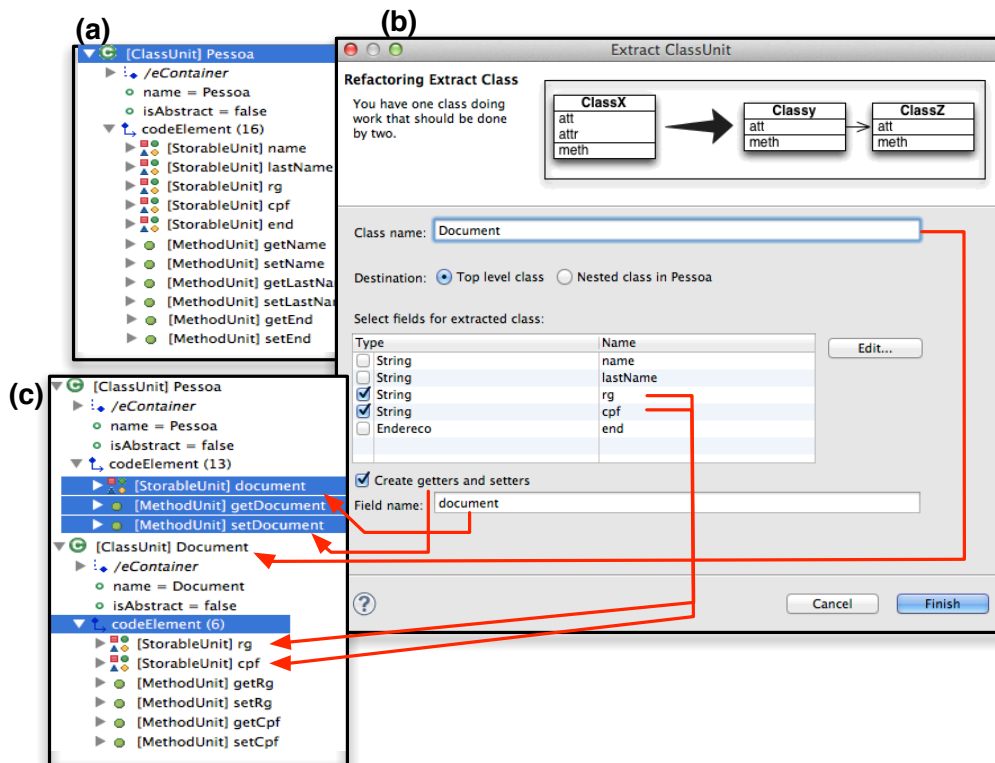 (a)
[ClassUnit] Pessoa
/eContainer
name = Pessoa
isAbstract = false
codeElement (16)
[StorableUnit] name
[StorableUnit] lastName
[StorableUnit] rg
[StorableUnit] cpf
[StorableUnit] end
[MethodUnit] getName
[MethodUnit] setName
[MethodUnit] getLastNa
[MethodUnit] setLastNar
[MethodUnit] getEnd
[MethodUnit] setEnd
(b)
Extract ClassUnit
Refactoring Extract Class
You have one class doing
work that should be done
by two.
ClassX
att
attr
meth
Classy
att
meth
ClassZ
att
meth
Class name: Document
Destination: Top level class Nested class in Pessoa
Select fields for extracted class:
Type Name
String name
String lastName
String rg
String cpf
Endereco end
Edit...
Create getters and setters
Field name: document
? Cancel Finish
(c)
[ClassUnit] Pessoa
/eContainer
name = Pessoa
isAbstract = false
codeElement (13)
[StorableUnit] document
[MethodUnit] getDocument
[MethodUnit] setDocument
[ClassUnit] Document
/eContainer
name = Document
isAbstract = false
codeElement (6)
[StorableUnit] rg
[StorableUnit] cpf
[MethodUnit] getRg
[MethodUnit] setRg
[MethodUnit] getCpf
[MethodUnit] setCpf